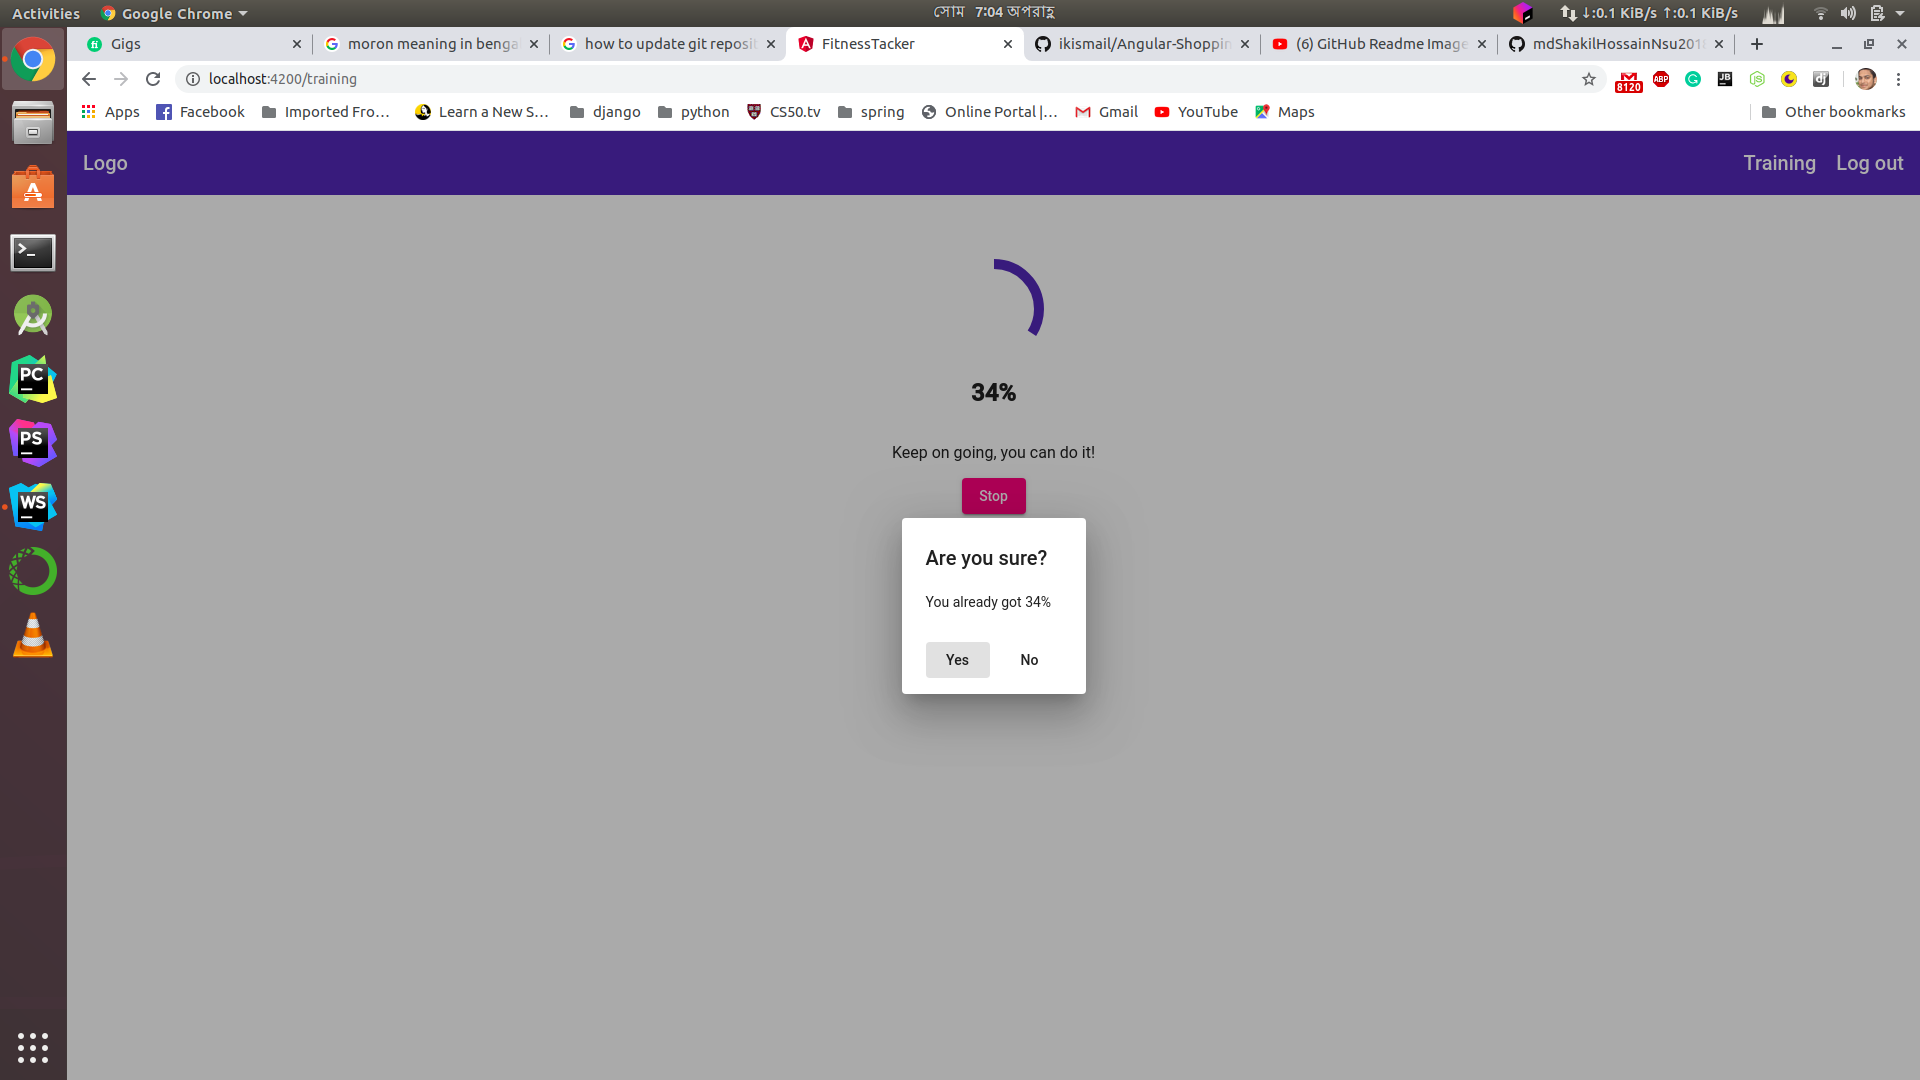 Activities Google Chrome সোম 7:04 অপরাহ্ণ ↓:0.1 KiB/s ↑:0.1 KiB/s
Gigs moron meaning in benga how to update git reposit FitnessTacker ikismail/Angular-Shoppin (6) GitHub Readme Image mdShakilHossainNsu201
localhost:4200/training 8120 ABP JB dj
Apps Facebook Imported Fro... Learn a New S... django python CS50.tv spring Online Portal |... Gmail YouTube Maps Other bookmarks
Logo Training Log out
34%
Keep on going, you can do it!
Stop
Are you sure?
You already got 34%
Yes No
PC
PS
WS